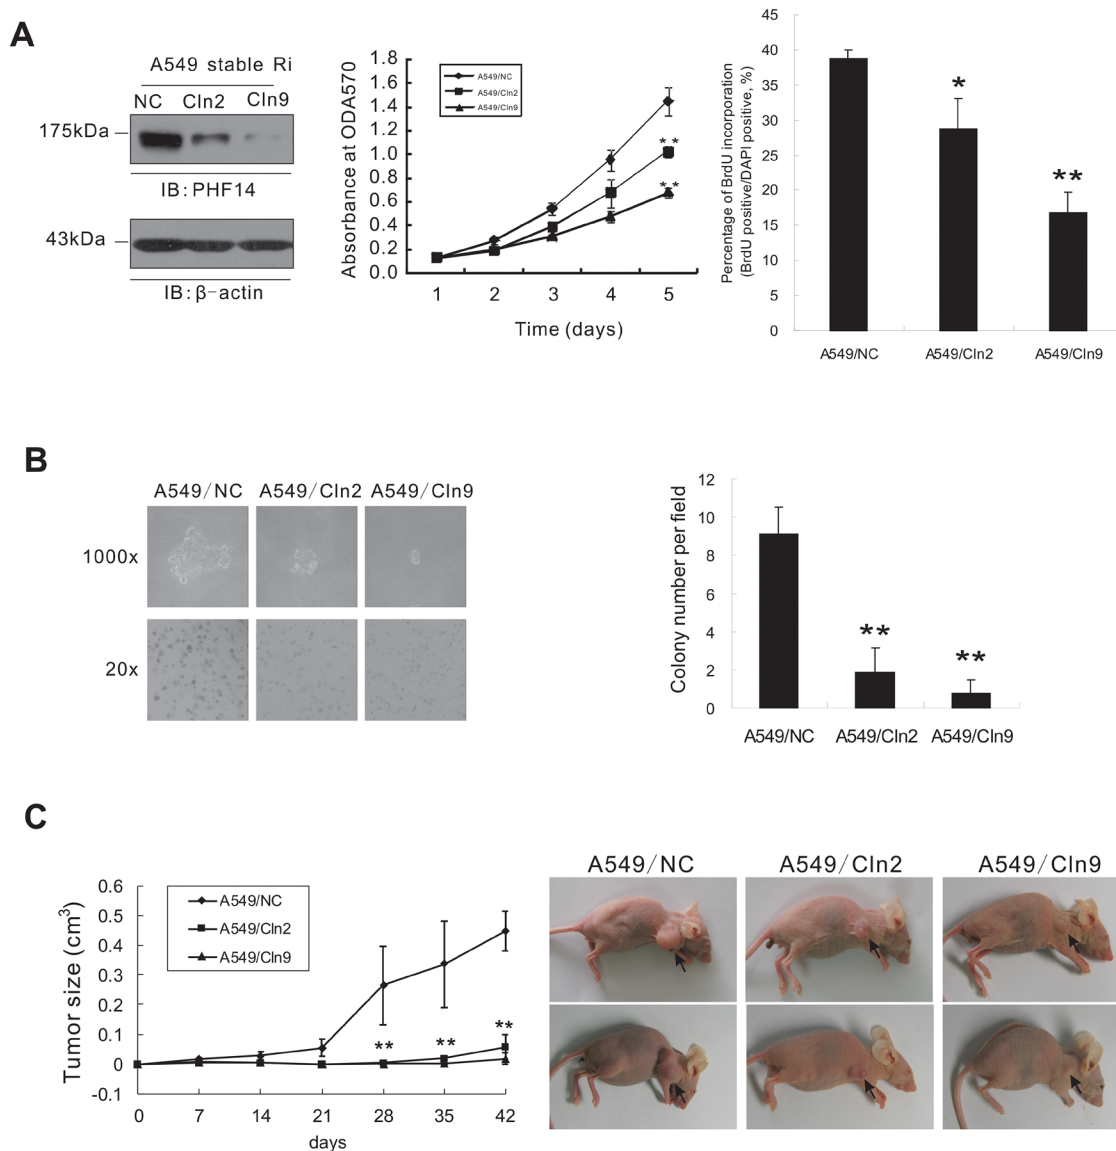 A
A549 stable Ri
NC Cln2 Cln9
175kDa
IB:PHF14
43kDa
IB:β-actin
Absorbance at ODA570
1.8
1.6
1.4
1.2
1.0
0.8
0.6
0.4
0.2
0.0
A549/NC
A549/Cln2
A549/Cln9
**
**
1 2 3 4 5
Time (days)
Percentage of BrdU incorporation
(BrdU positive/DAPI positive, %)
45
40
35
30
25
20
15
10
5
0
*
**
A549/NC A549/Cln2 A549/Cln9
B
A549/NC A549/Cln2 A549/Cln9
1000x
20x
Colony number per field
12
10
8
6
4
2
0
**
**
A549/NC A549/Cln2 A549/Cln9
C
Tumor size (cm³)
0.6
0.5
0.4
0.3
0.2
0.1
0
-0.1
A549/NC
A549/Cln2
A549/Cln9
** ** **
0 7 14 21 28 35 42
days
A549/NC A549/Cln2 A549/Cln9